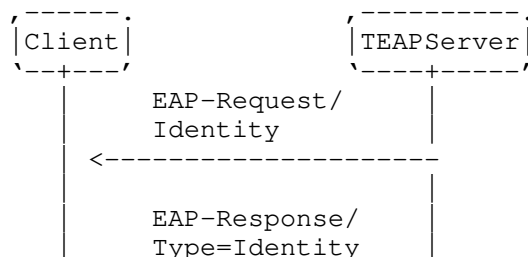 ,------.                ,----------.
|Client|                |TEAPServer|
`--+---'                `----+-----'
EAP-Request/
Identity
<----------------------
EAP-Response/
Type=Identity